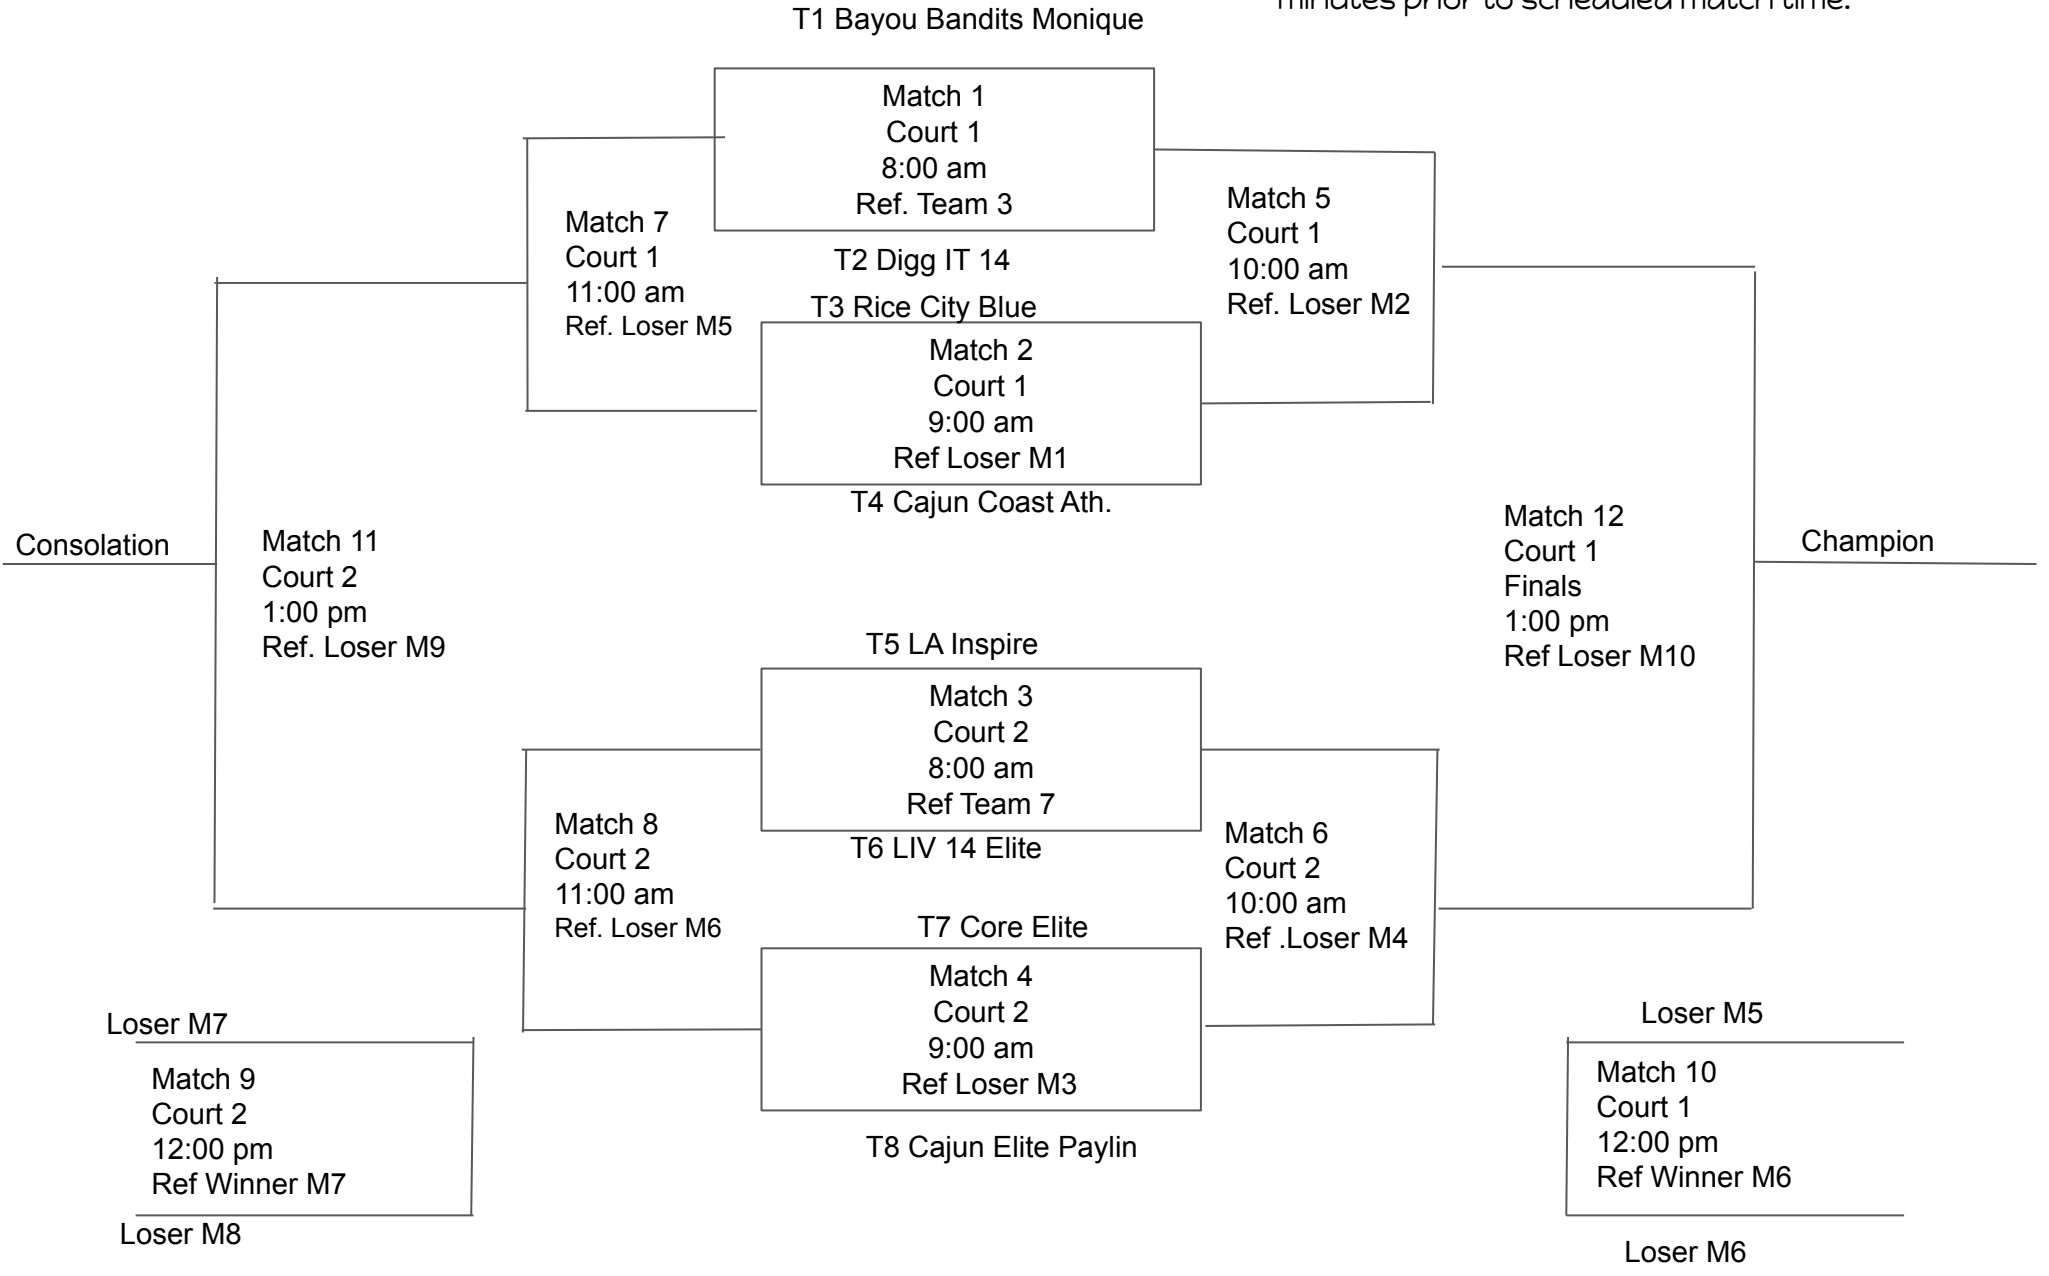 minutes prior to scheduled match time.
T1 Bayou Bandits Monique
Match 1
Court 1
8:00 am
Ref. Team 3
T2 Digg IT 14
Match 7
Court 1
11:00 am
Ref. Loser M5
Match 5
Court 1
10:00 am
Ref. Loser M2
T3 Rice City Blue
Match 2
Court 1
9:00 am
Ref Loser M1
T4 Cajun Coast Ath.
Consolation
Match 11
Court 2
1:00 pm
Ref. Loser M9
Match 12
Court 1
Finals
1:00 pm
Ref Loser M10
Champion
T5 LA Inspire
Match 3
Court 2
8:00 am
Ref Team 7
T6 LIV 14 Elite
Match 8
Court 2
11:00 am
Ref. Loser M6
Match 6
Court 2
10:00 am
Ref .Loser M4
T7 Core Elite
Match 4
Court 2
9:00 am
Ref Loser M3
T8 Cajun Elite Paylin
Loser M7
Match 9
Court 2
12:00 pm
Ref Winner M7
Loser M8
Loser M5
Match 10
Court 1
12:00 pm
Ref Winner M6
Loser M6